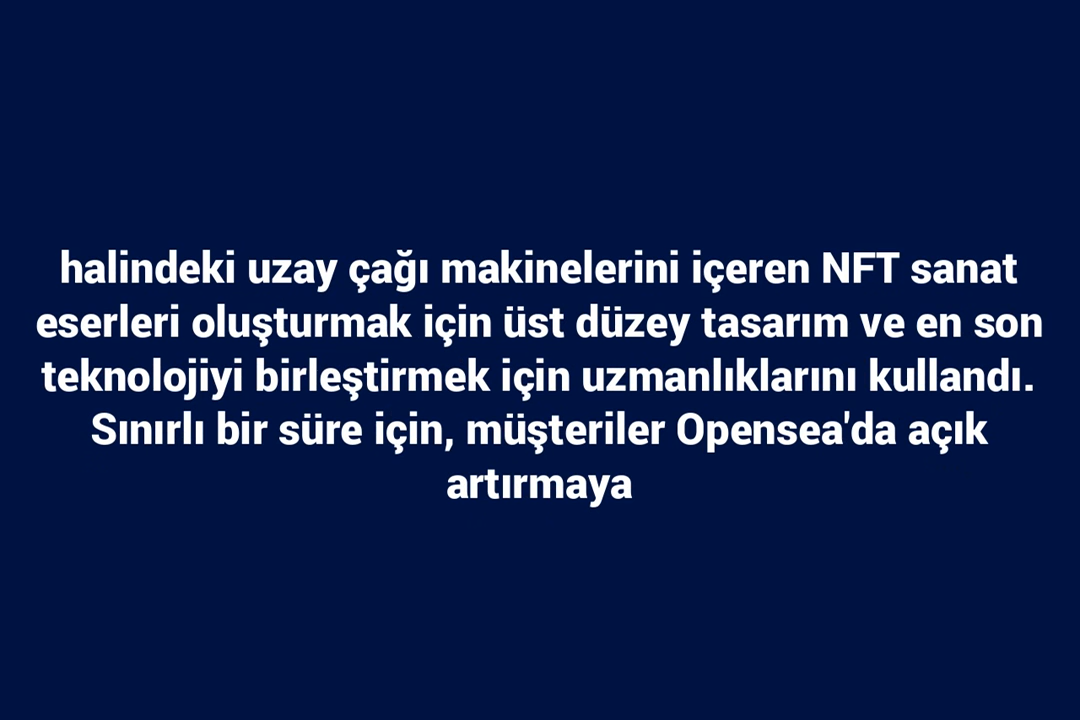 halindeki uzay çağı makinelerini içeren NFT sanat
eserleri oluşturmak için üst düzey tasarım ve en son
teknolojiyi birleştirmek için uzmanlıklarını kullandı.
Sınırlı bir süre için, müşteriler Opensea'da açık
artırmaya